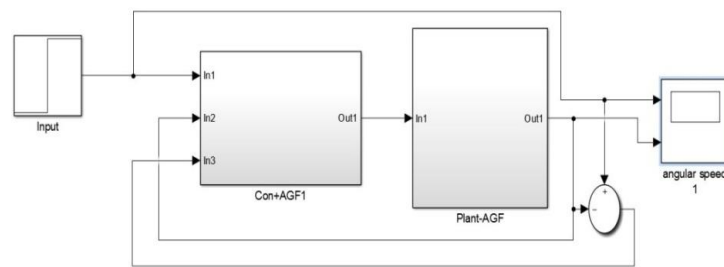 In1
In2
In3
Out1
In1
Out1
Input
Con+AGF1
Plant-AGF
angular speed
1
+
−